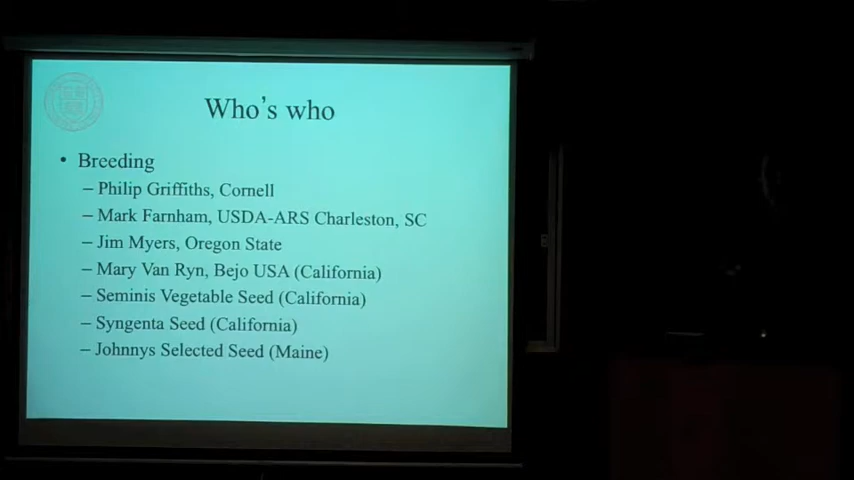 Who's who
• Breeding
– Philip Griffiths, Cornell
– Mark Farnham, USDA-ARS Charleston, SC
– Jim Myers, Oregon State
– Mary Van Ryn, Bejo USA (California)
– Seminis Vegetable Seed (California)
– Syngenta Seed (California)
– Johnnys Selected Seed (Maine)